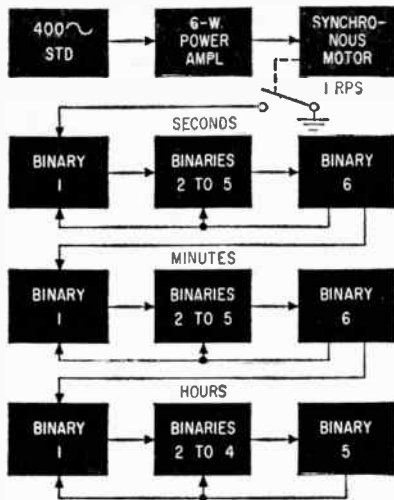 400~
STD
6-W.
POWER
AMPL
SYNCHRO-
NOUS
MOTOR
1 RPS
SECONDS
BINARY
1
BINARIES
2 TO 5
BINARY
6
MINUTES
BINARY
1
BINARIES
2 TO 5
BINARY
6
HOURS
BINARY
1
BINARIES
2 TO 4
BINARY
5